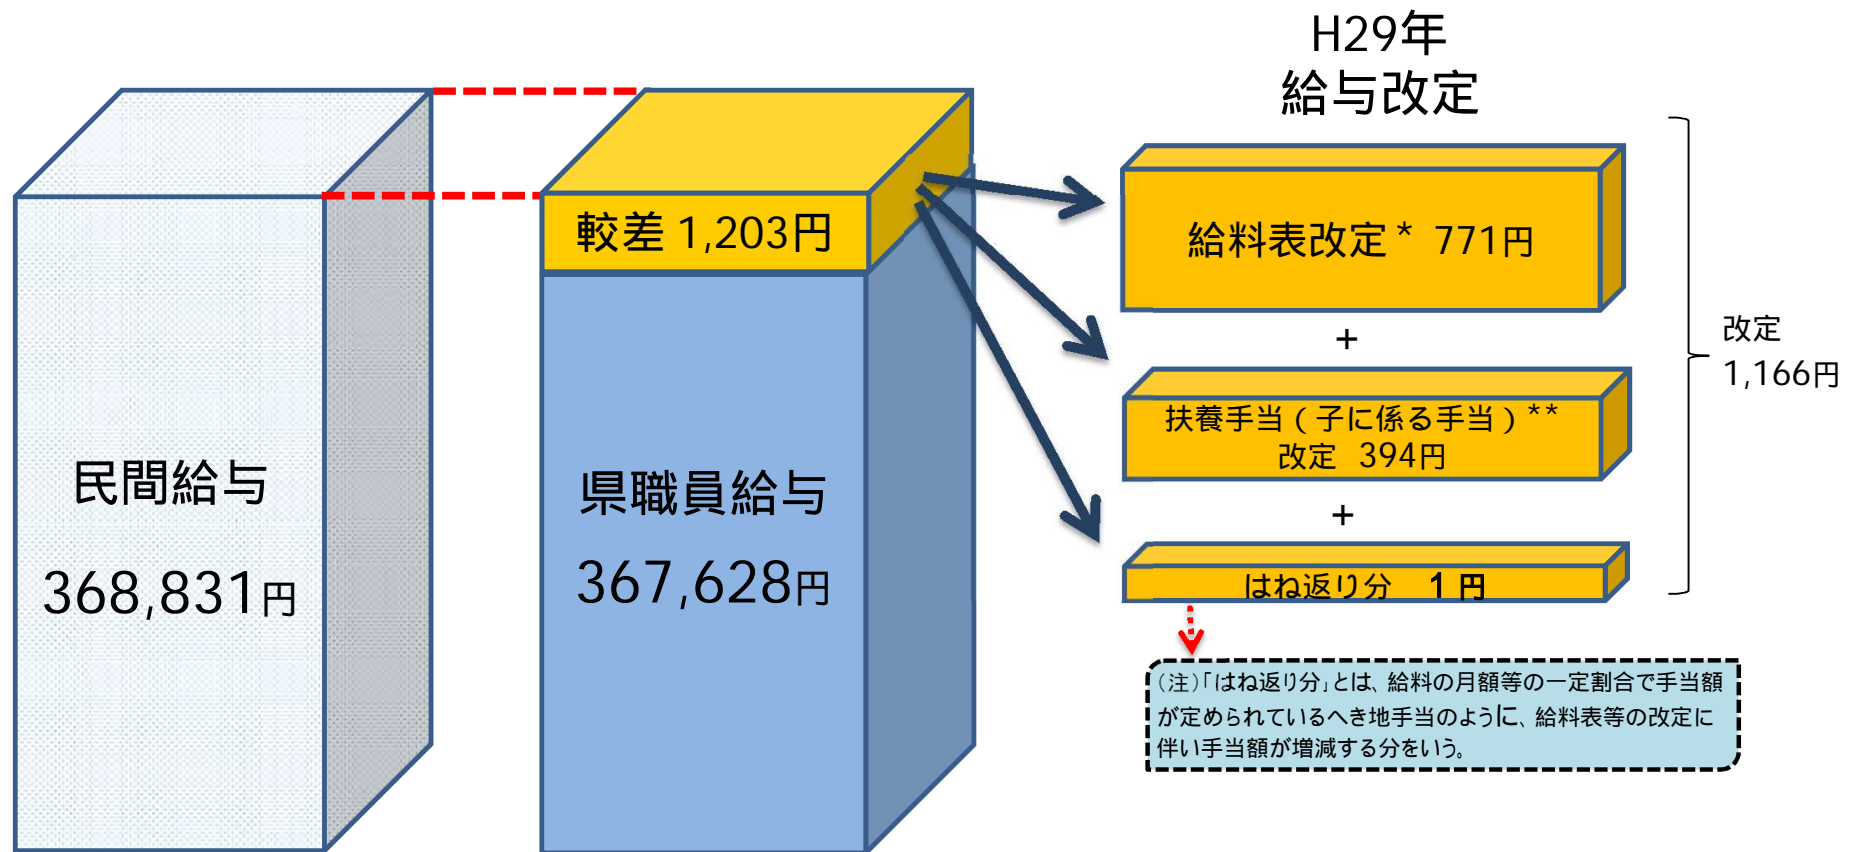 H29年
給与改定
較差 1,203円
給料表改定* 771円
+
改定
1,166円
扶養手当(子に係る手当)**
改定 394円
+
はね返り分 1円
民間給与
368,831円
県職員給与
367,628円
(注)「はね返り分」とは、給料の月額等の一定割合で手当額
が定められているへき地手当のように、給料表等の改定に
伴い手当額が増減する分をいう。